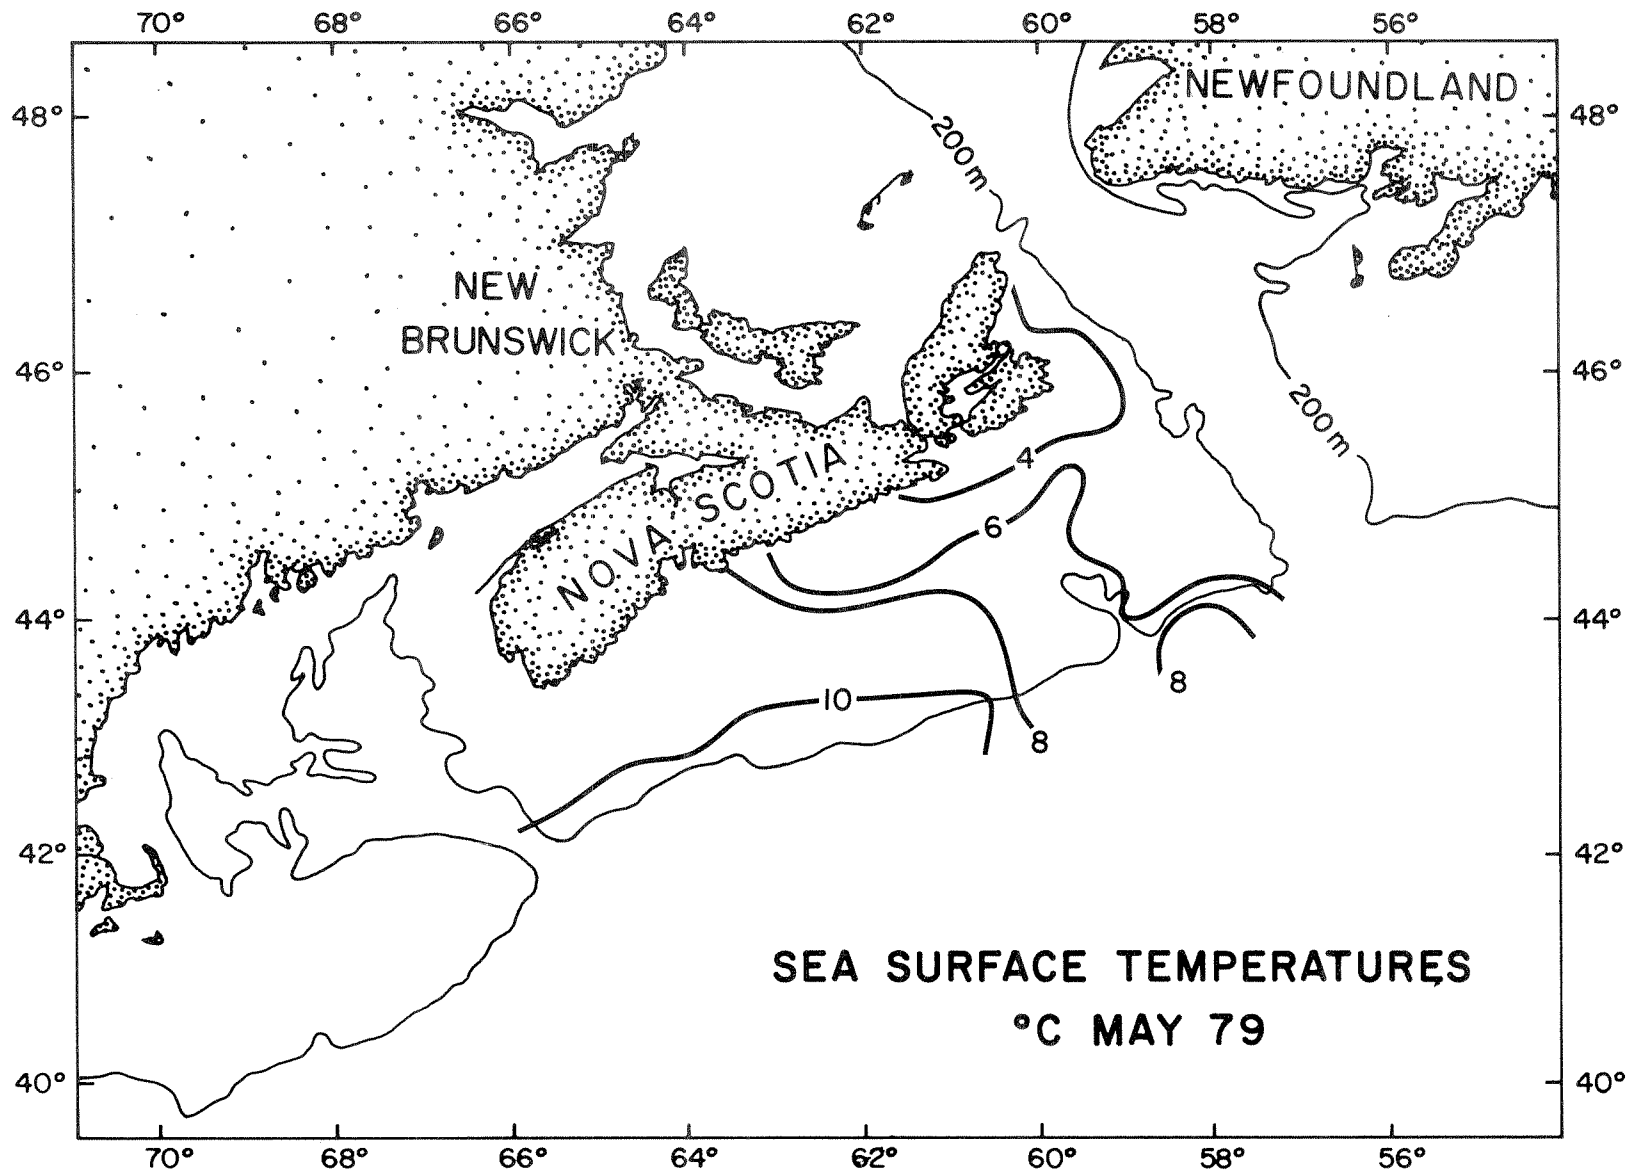 70° 68° 66° 64° 62° 60° 58° 56°
NEWFOUNDLAND
48° 48°
200m
NEW
BRUNSWICK
46° 46°
200m
NOVA SCOTIA
4
6
44° 44°
8
10
8
42° 42°
SEA SURFACE TEMPERATURES
°C MAY 79
40° 40°
70° 68° 66° 64° 62° 60° 58° 56°